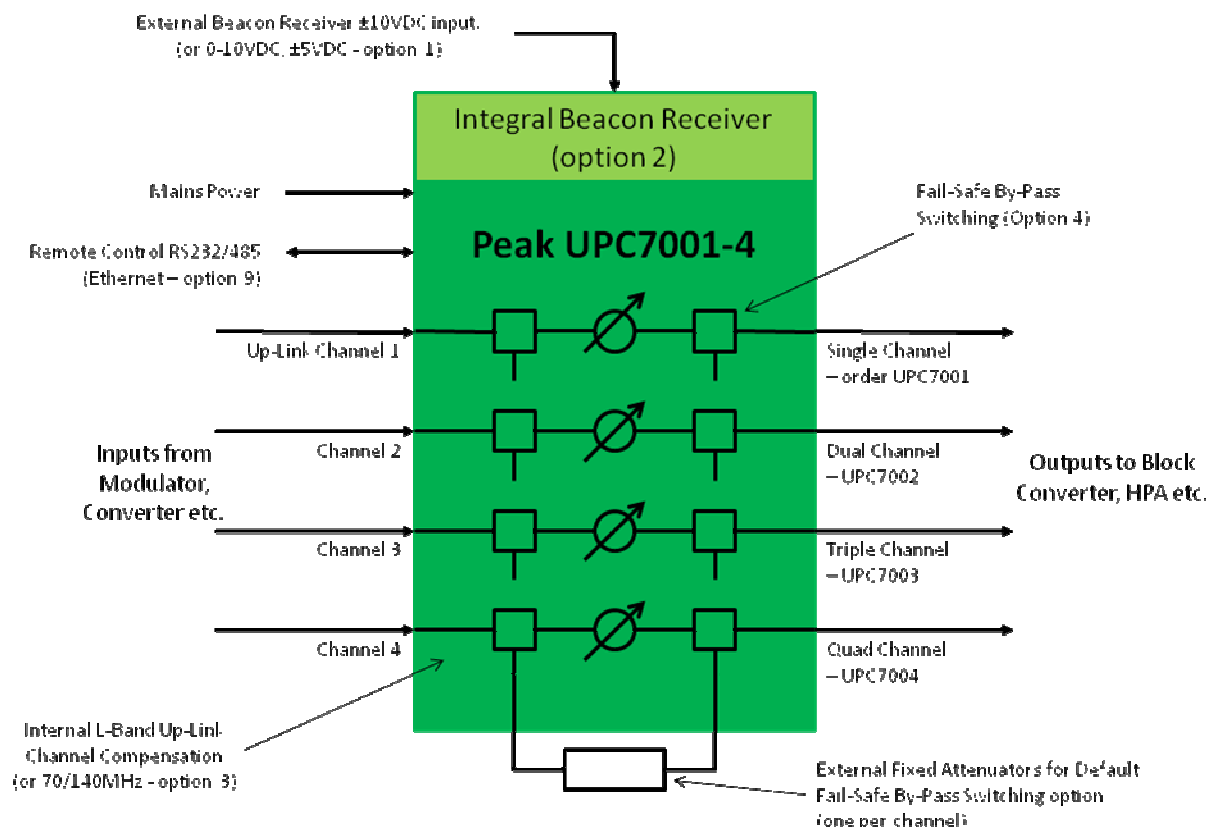 External Beacon Receiver ±10VDC input.
(or 0-10VDC, ±5VDC - option 1)
Integral Beacon Receiver
(option 2)
Mains Power
Fail-Safe By-Pass
Switching (Option 4)
Peak UPC7001-4
Remote Control RS232/485
(Ethernet – option 9)
Up-Link Channel 1
Single Channel
– order UPC7001
Channel 2
Dual Channel
– UPC7002
Inputs from
Modulator,
Converter etc.
Outputs to Block
Converter, HPA etc.
Channel 3
Triple Channel
– UPC7003
Channel 4
Quad Channel
– UPC7004
Internal L-Band Up-Link
Channel Compensation
(or 70/140MHz - option 3)
External Fixed Attenuators for Default
Fail-Safe By-Pass Switching option
(one per channel)